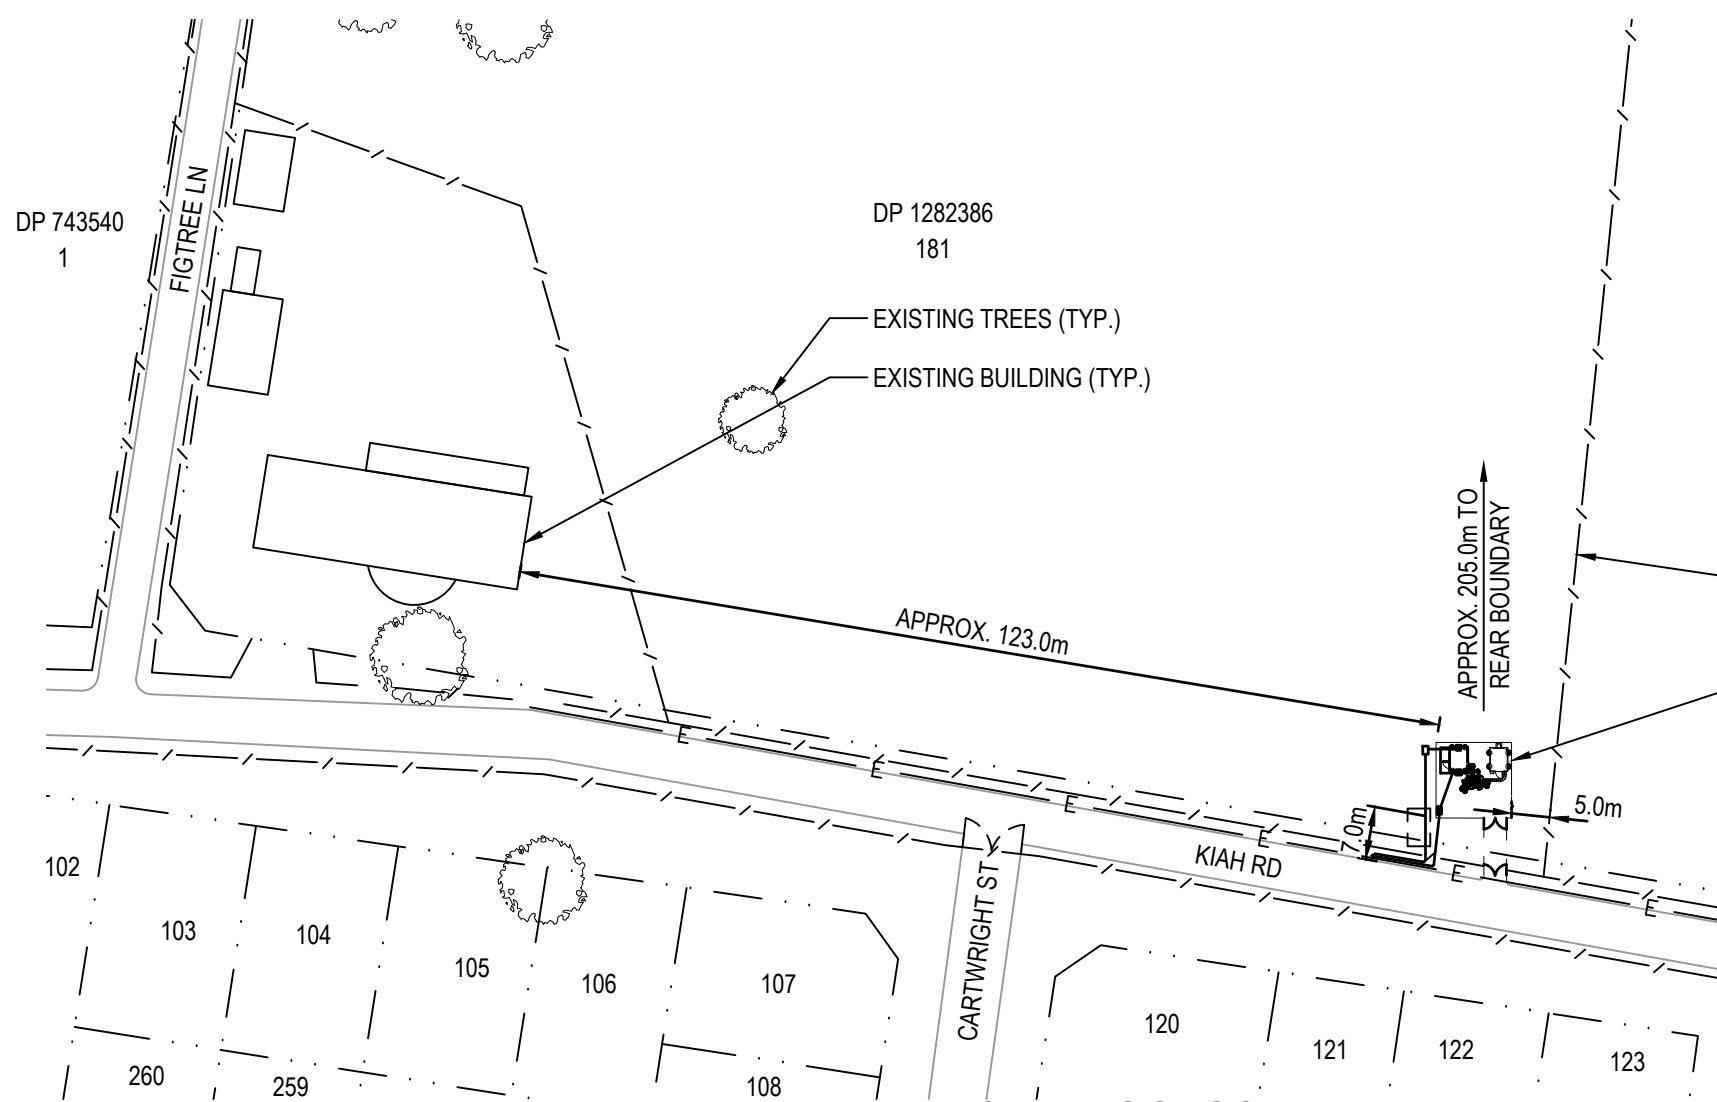 DP 743540
1
FIGTREE LN
DP 1282386
181
EXISTING TREES (TYP.)
EXISTING BUILDING (TYP.)
APPROX. 205.0m TO
REAR BOUNDARY
APPROX. 123.0m
E
E
E
E
E
E
7.0m
5.0m
KIAH RD
CARTWRIGHT ST
102
103
104
105
106
107
108
120
121
122
123
260
259